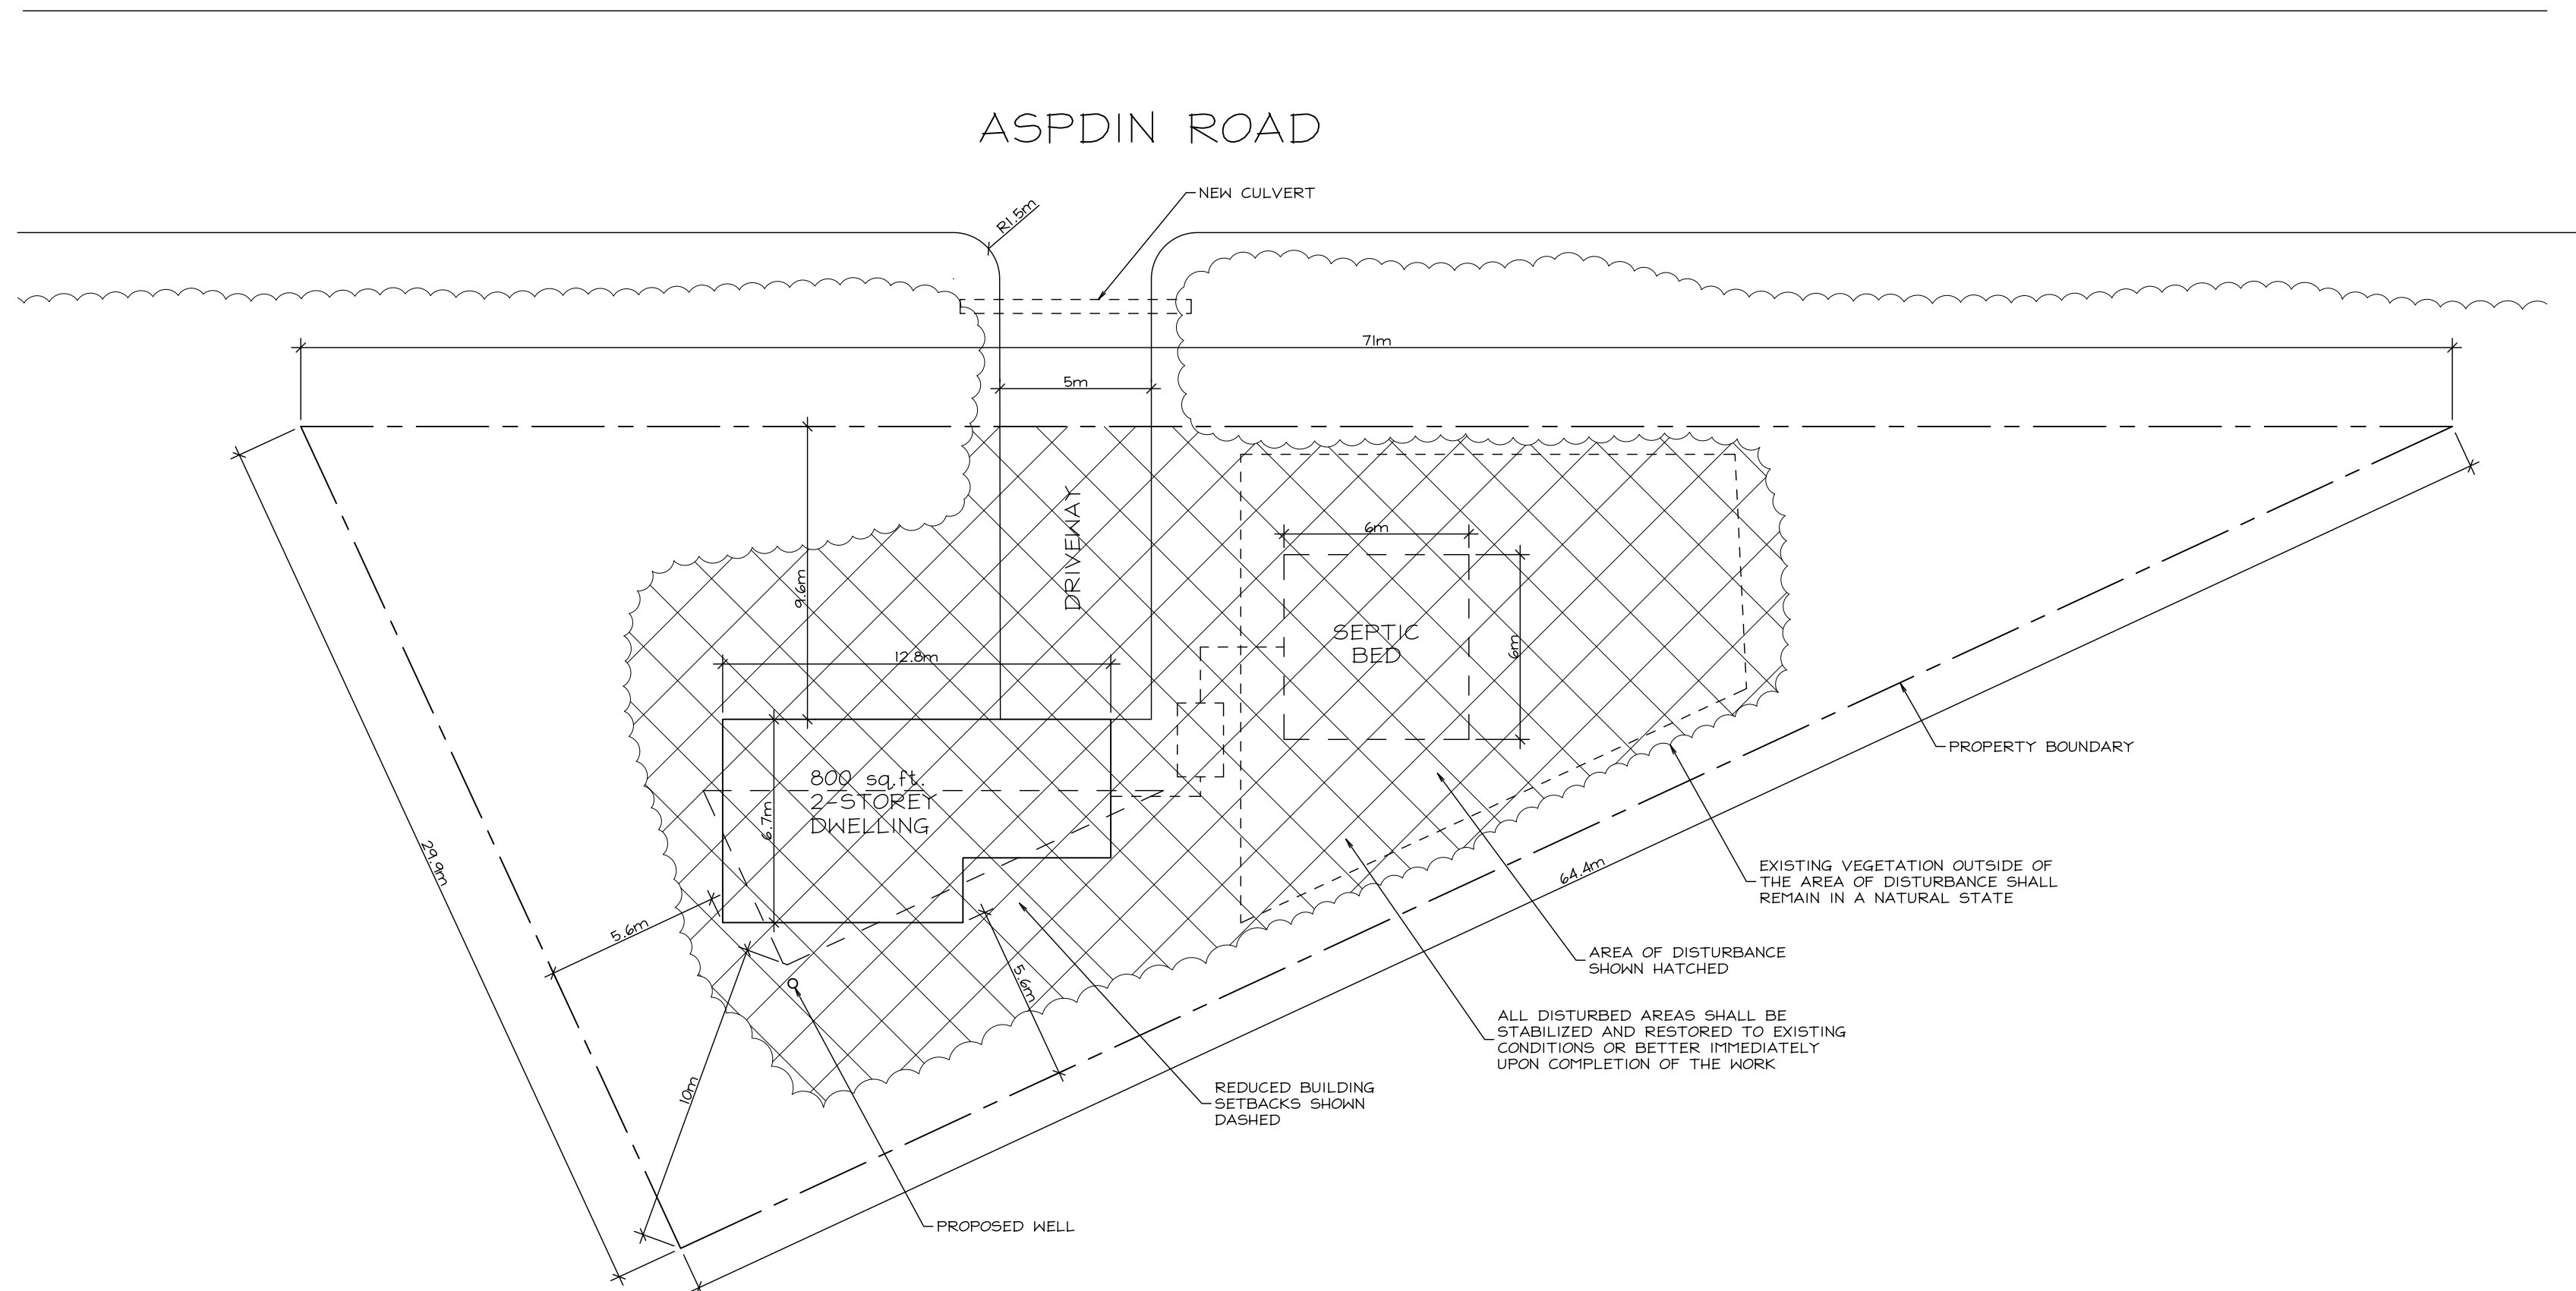 ASPDIN ROAD
NEW CULVERT
R1.5m
71m
5m
DRIVEWAY
9.6m
6m
SEPTIC
BED
6m
12.8m
800 sq.ft.
2-STOREY
DWELLING
6.7m
PROPERTY BOUNDARY
29.9m
64.4m
EXISTING VEGETATION OUTSIDE OF
THE AREA OF DISTURBANCE SHALL
REMAIN IN A NATURAL STATE
5.6m
AREA OF DISTURBANCE
SHOWN HATCHED
5.6m
ALL DISTURBED AREAS SHALL BE
STABILIZED AND RESTORED TO EXISTING
CONDITIONS OR BETTER IMMEDIATELY
UPON COMPLETION OF THE WORK
10m
REDUCED BUILDING
SETBACKS SHOWN
DASHED
PROPOSED WELL